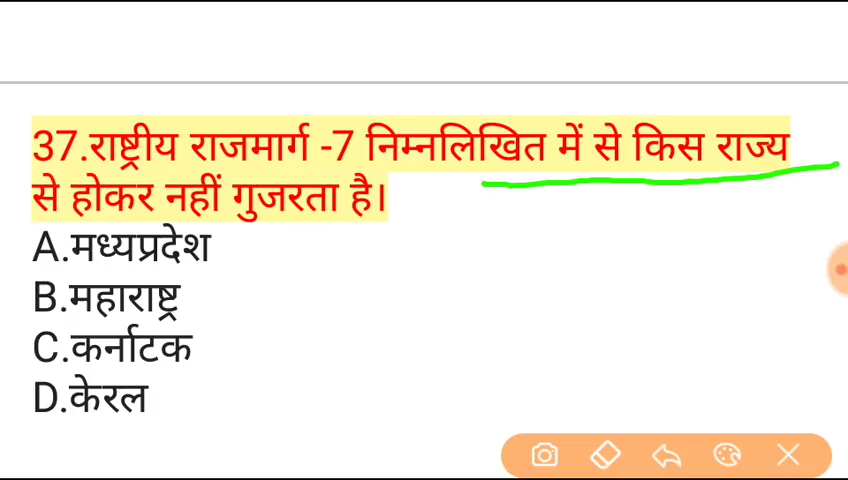 37.राष्ट्रीय राजमार्ग -7 निम्नलिखित में से किस राज्य
से होकर नहीं गुजरता है।
A.मध्यप्रदेश
B.महाराष्ट्र
C.कर्नाटक
D.केरल